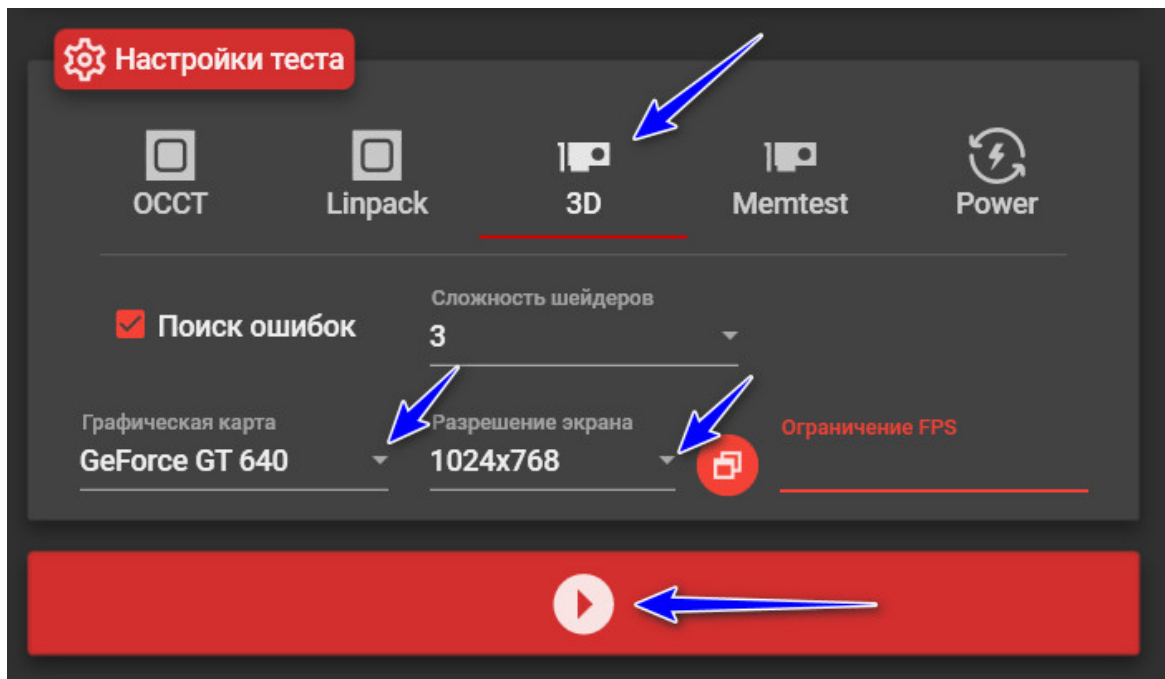 Настройки теста
OCCT Linpack 3D Memtest Power
Сложность шейдеров
Поиск ошибок 3
Графическая карта Разрешение экрана Ограничение FPS
GeForce GT 640 1024x768